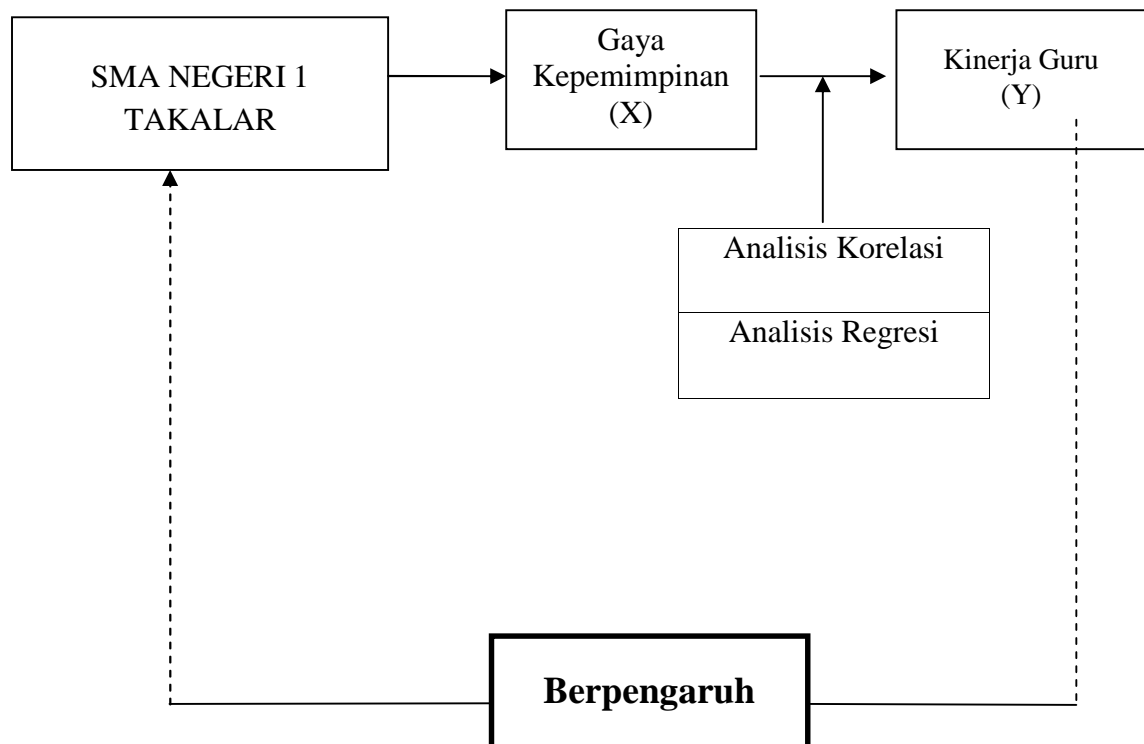 SMA NEGERI 1
TAKALAR
Gaya
Kepemimpinan
(X)
Kinerja Guru
(Y)
Analisis Korelasi
Analisis Regresi
Berpengaruh